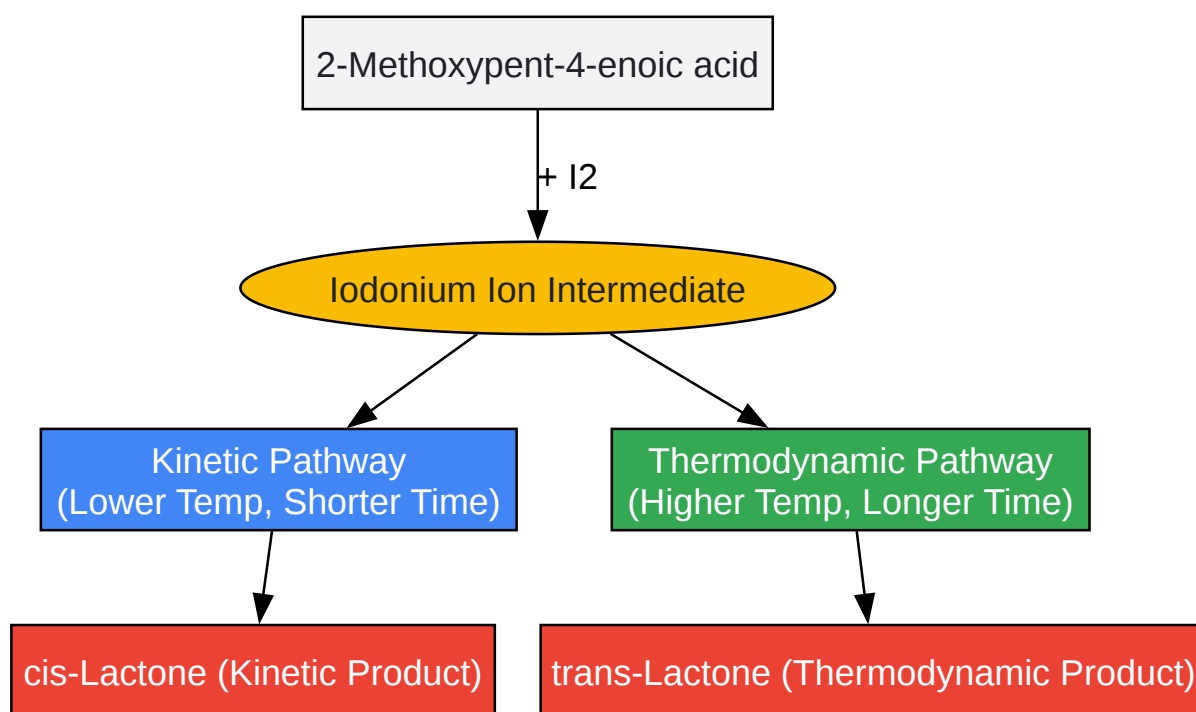 2-Methoxypent-4-enoic acid
+ I2
Iodonium Ion Intermediate
Kinetic Pathway
(Lower Temp, Shorter Time)
Thermodynamic Pathway
(Higher Temp, Longer Time)
cis-Lactone (Kinetic Product)
trans-Lactone (Thermodynamic Product)